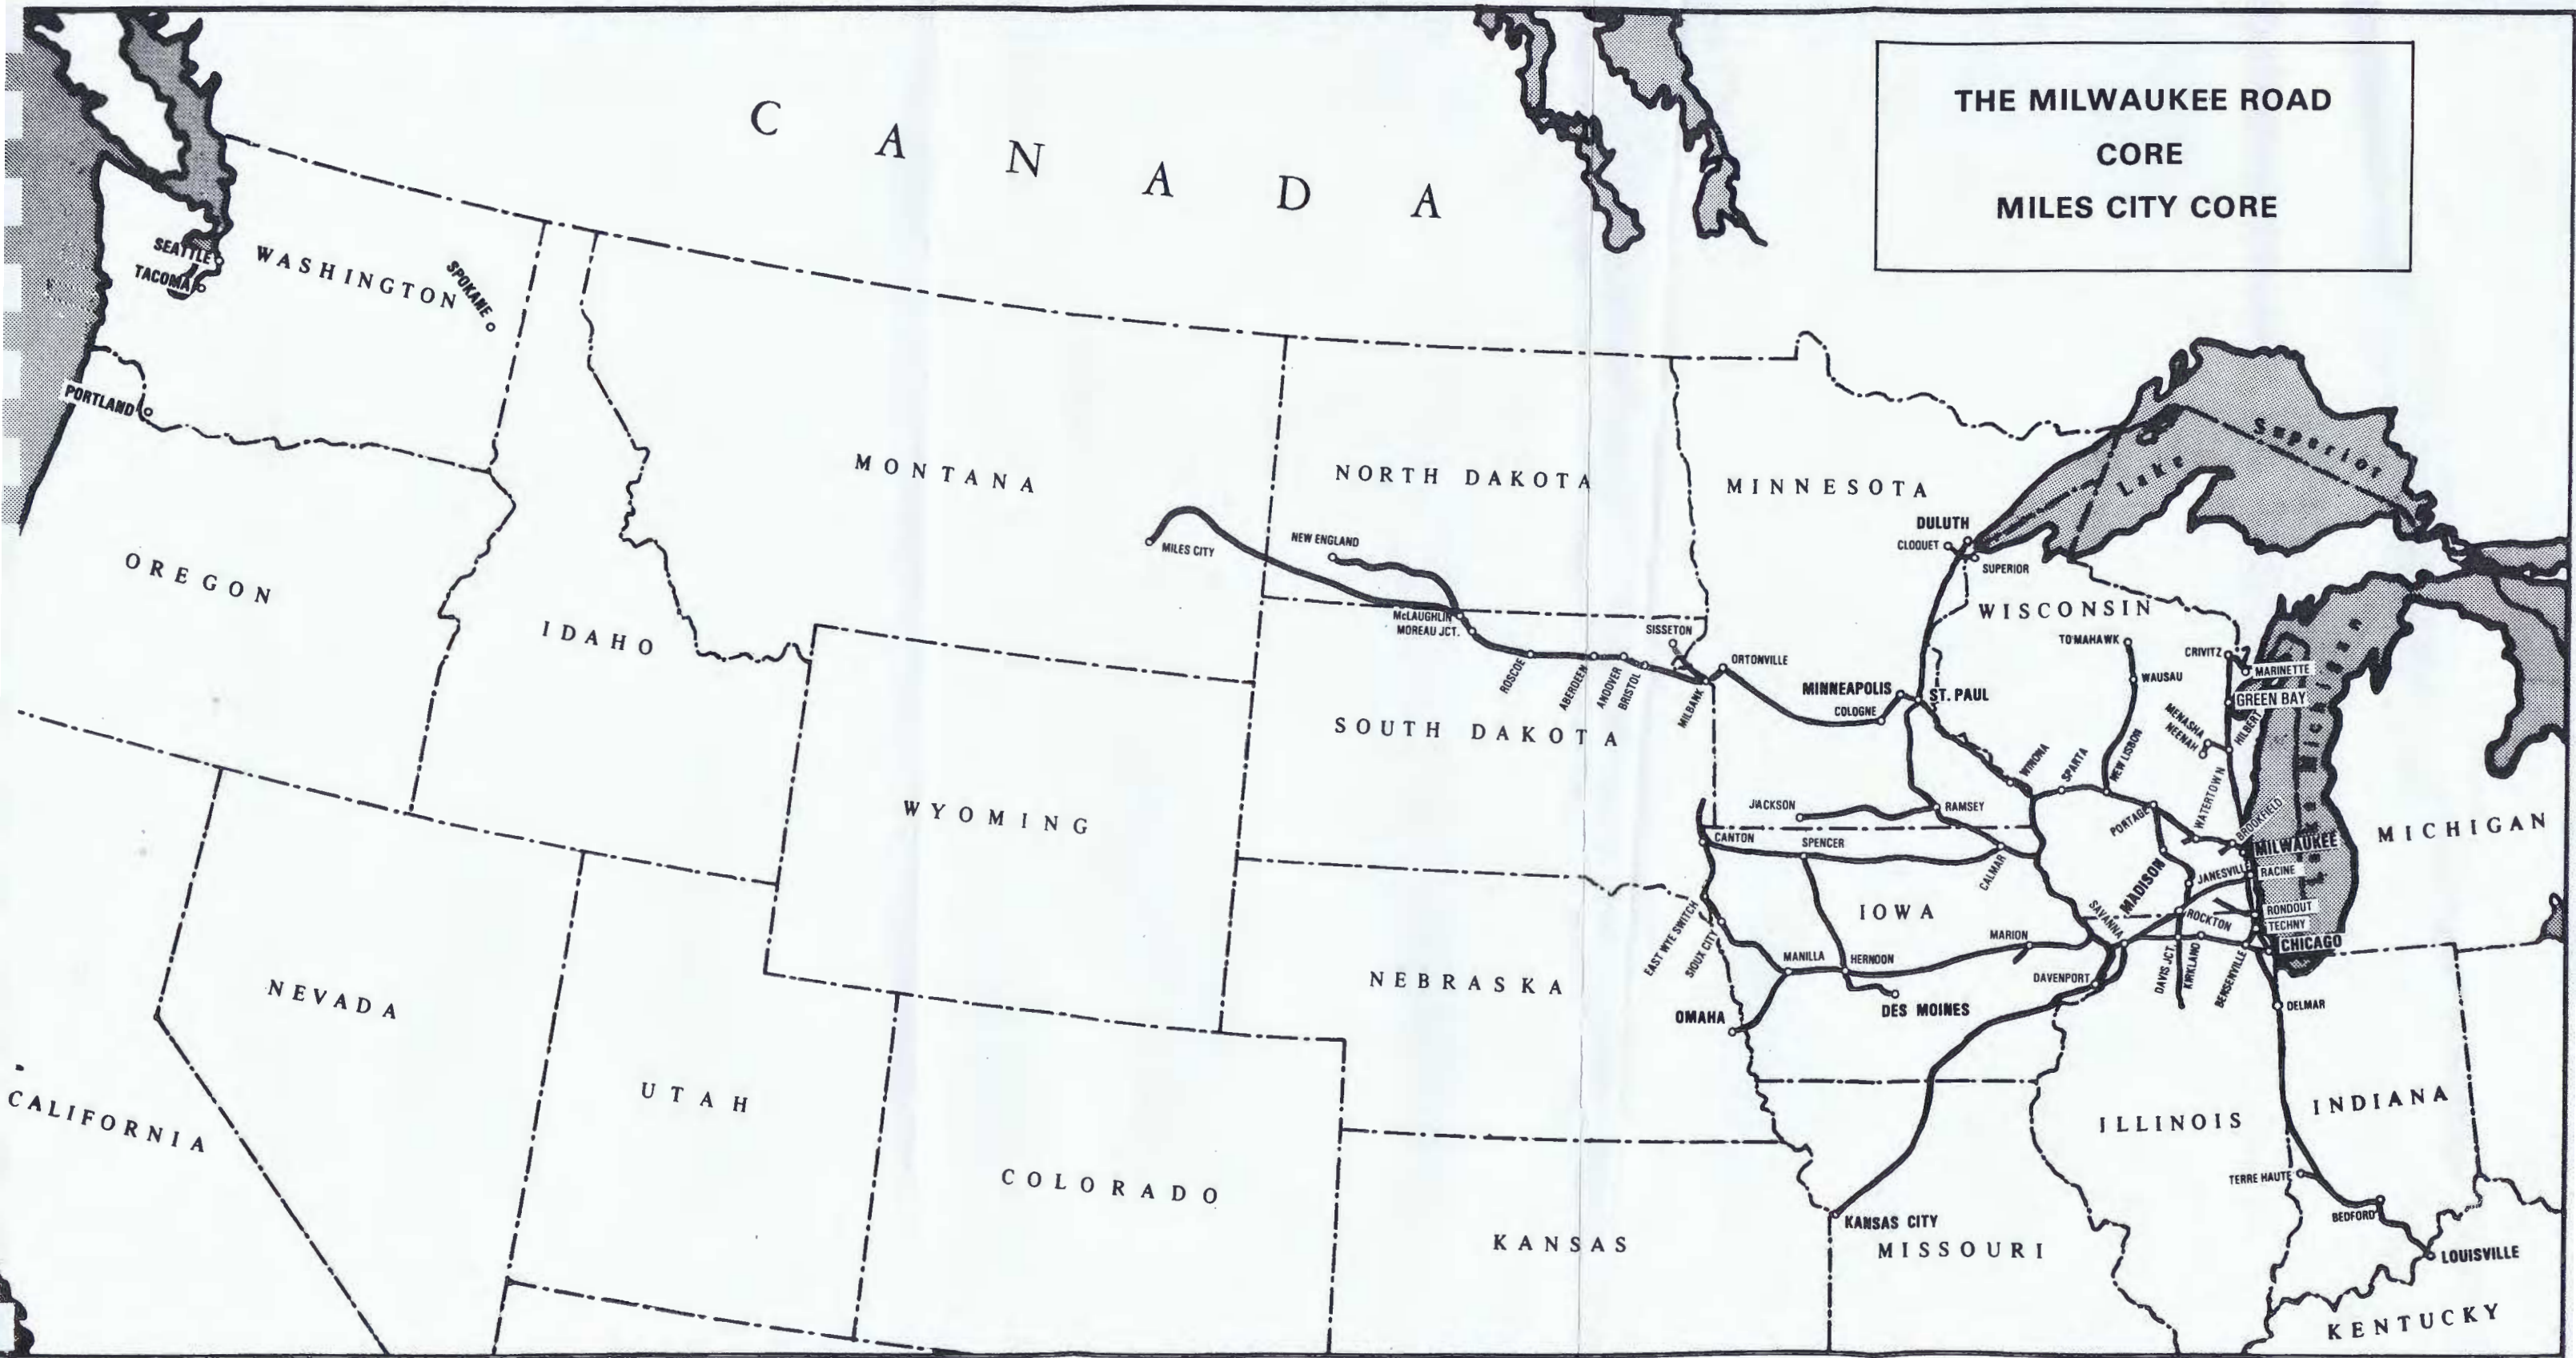 THE MILWAUKEE ROAD
CORE
MILES CITY CORE
CANADA
SEATTLE
TACOMA
WASHINGTON
SPOKANE
PORTLAND
MONTANA
NORTH DAKOTA
MINNESOTA
Lake Superior
DULUTH
CLOQUET
SUPERIOR
MILES CITY
NEW ENGLAND
OREGON
IDAHO
WISCONSIN
McLAUGHLIN
MOREAU JCT.
SISSETON
ORTONVILLE
ROSCOE
ABERDEEN
ANDOVER
BRISTOL
MILBANK
MINNEAPOLIS
COLOGNE
ST. PAUL
TOMAHAWK
WAUSAU
CRIVITZ
MARINETTE
GREEN BAY
MENASHA
NEENAH
HILBERT
Lake Michigan
SOUTH DAKOTA
WINONA
SPARTA
NEW LISBON
PORTAGE
WATERTOWN
BROOKFIELD
MILWAUKEE
MICHIGAN
WYOMING
JACKSON
RAMSEY
CANTON
SPENCER
CALMAR
MADISON
JANESVILLE
RACINE
IOWA
SAVANNA
ROCKTON
RONDOUT
TECHNY
CHICAGO
EAST WYE SWITCH
SIOUX CITY
MANILLA
HERNDON
MARION
DAVENPORT
DAVIS JCT.
KIRKLAND
BENSENVILLE
DELMAR
NEVADA
NEBRASKA
OMAHA
DES MOINES
CALIFORNIA
UTAH
COLORADO
ILLINOIS
INDIANA
TERRE HAUTE
BEDFORD
KANSAS CITY
KANSAS
MISSOURI
LOUISVILLE
KENTUCKY